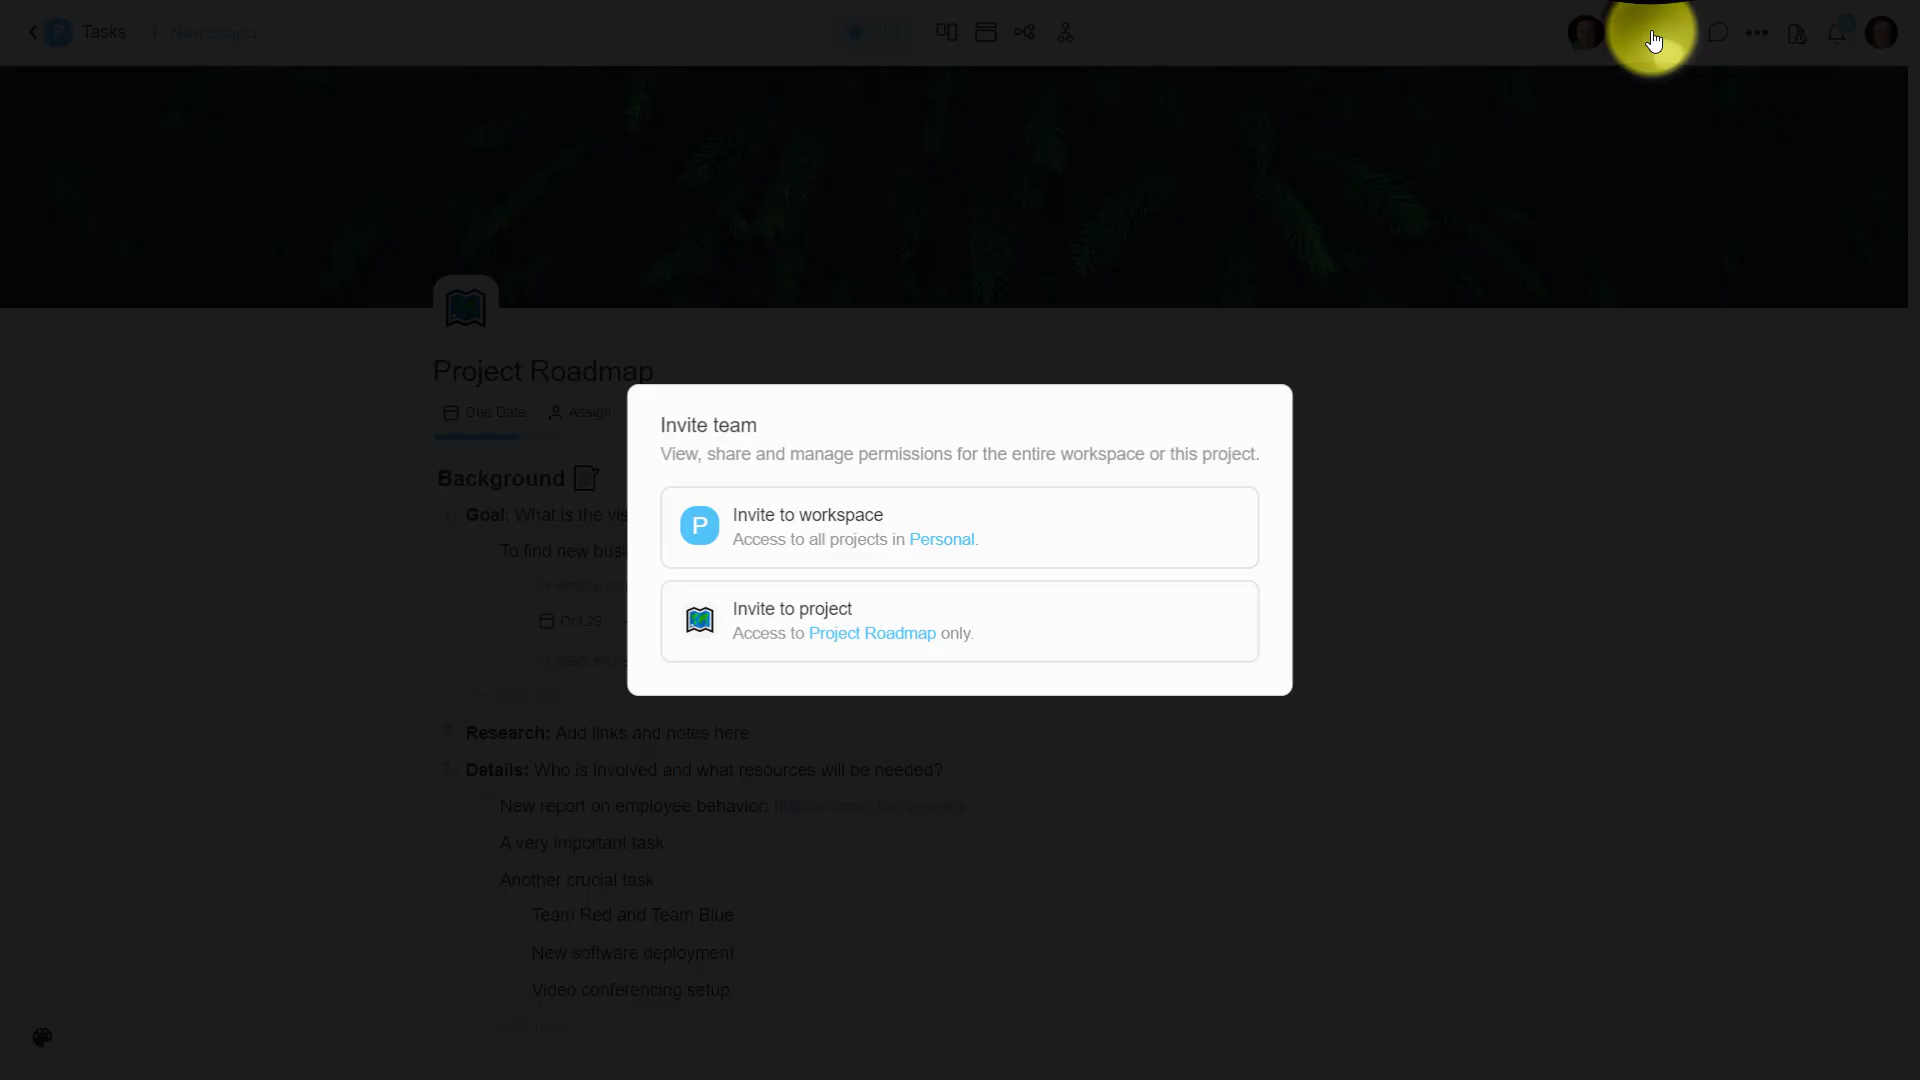 P Tasks / New project
Project Roadmap
Due Date Assign
Invite team
View, share and manage permissions for the entire workspace or this project.
P
Invite to workspace
Access to all projects in Personal.
Invite to project
Access to Project Roadmap only.
Background
Goal: What is the
To find new
Oct 29
Research: Add links and notes here
Details: Who is involved and what resources will be needed?
New report on employee behavior:
A very important task
Another crucial task
Team Red and Team Blue
New software deployment
Video conferencing setup